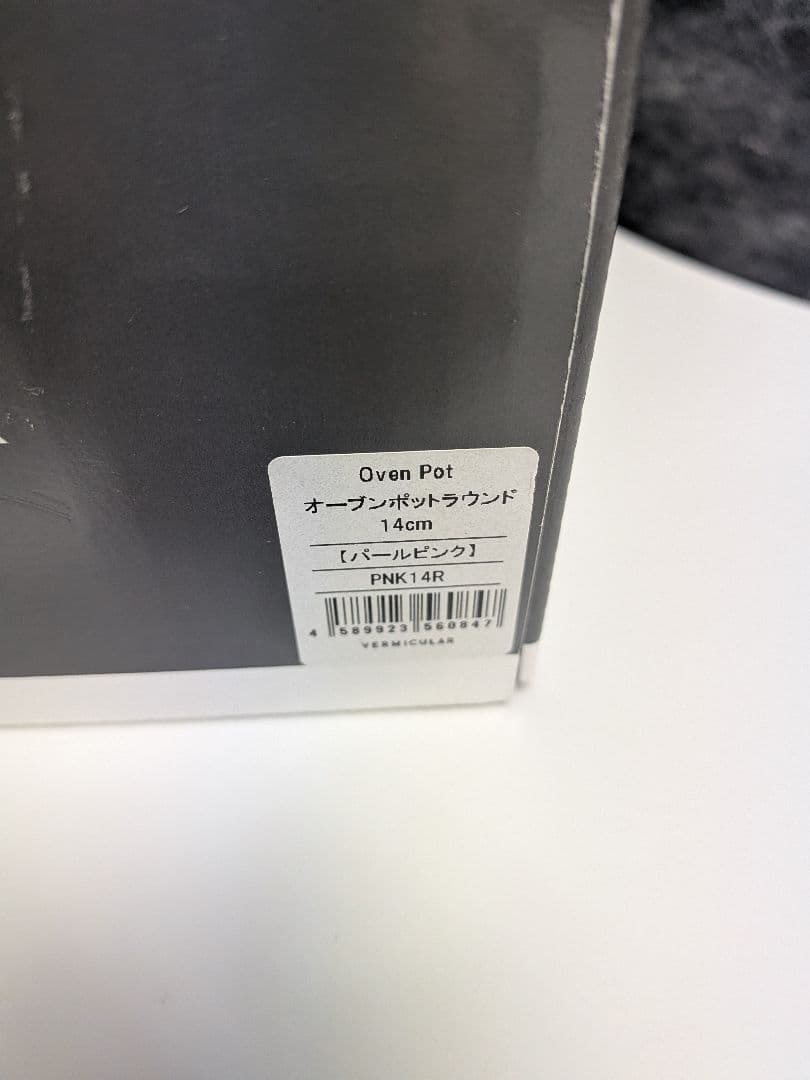 Oven Pot
オーブンポットラウンド
14cm
【パールピンク】
PNK14R
4 589923 560847
VERMICULAR